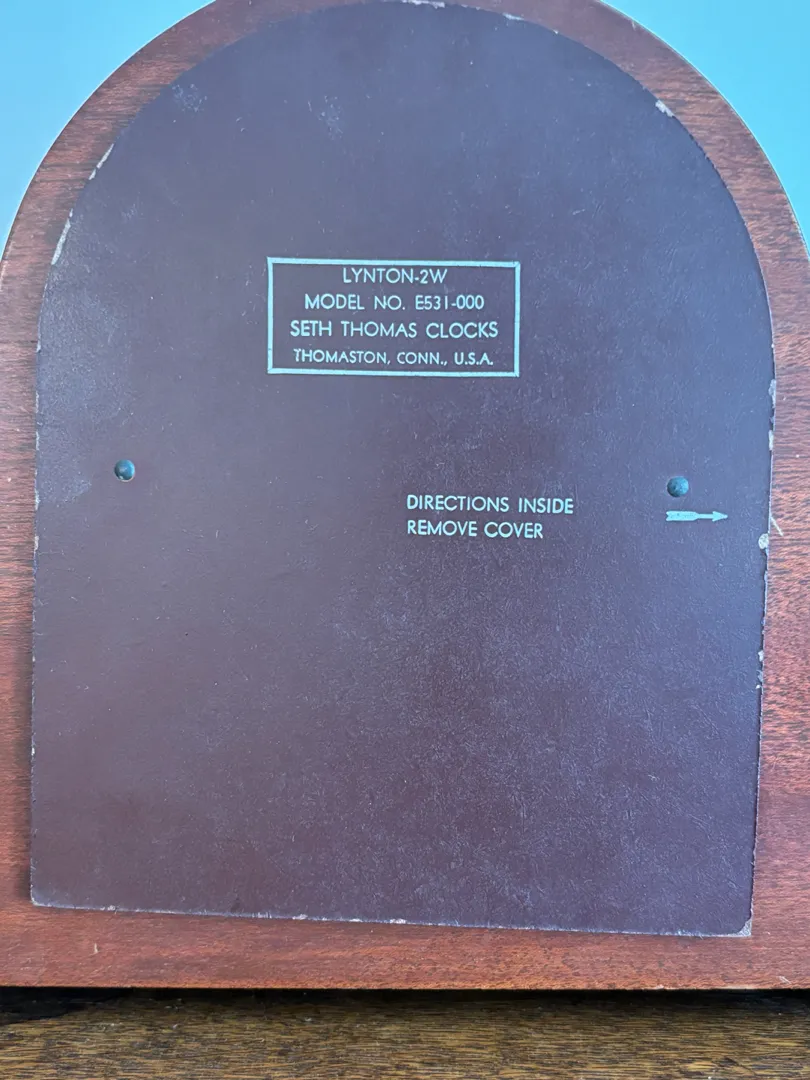 LYNTON-2W
MODEL NO. E531-000
SETH THOMAS CLOCKS
THOMASTON, CONN., U.S.A.
DIRECTIONS INSIDE
REMOVE COVER